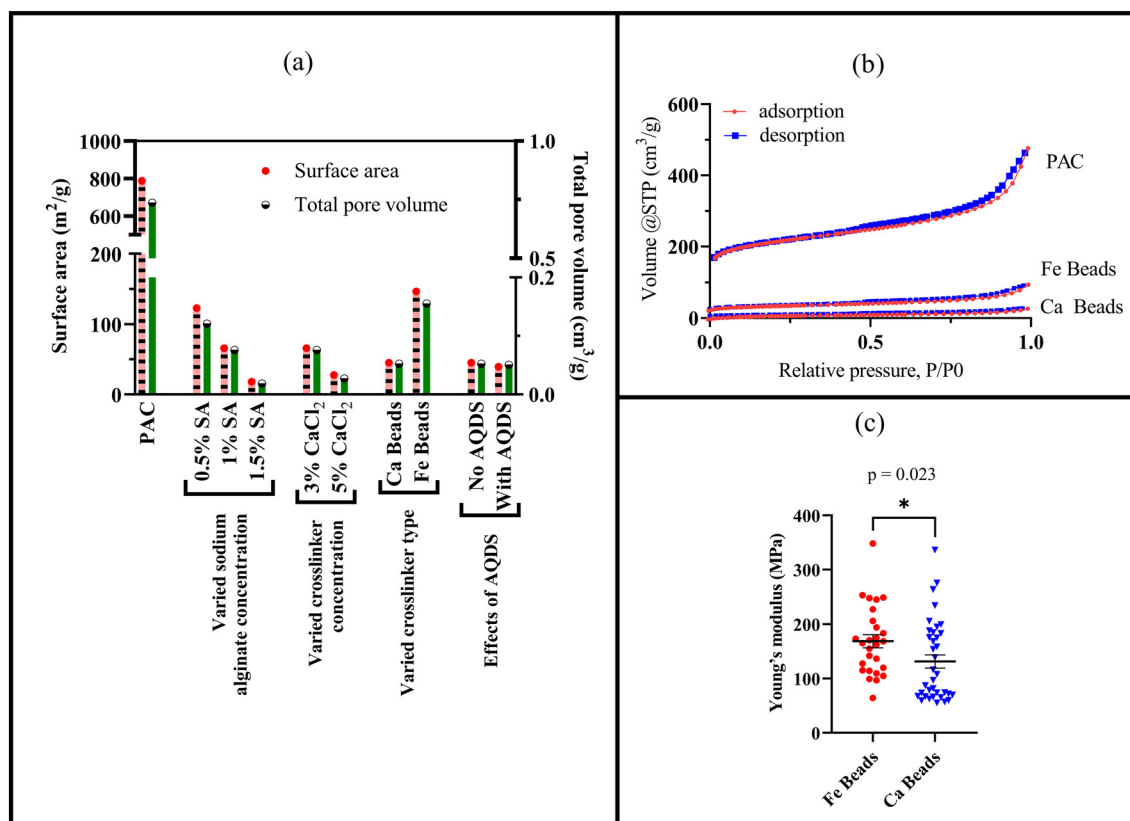 (a)
1000
800
600
200
100
0
Surface area (m²/g)
1.0
0.5
0.2
0.0
Total pore volume (cm³/g)
Surface area
Total pore volume
PAC
0.5% SA
1% SA
1.5% SA
3% CaCl₂
5% CaCl₂
Ca Beads
Fe Beads
No AQDS
With AQDS
Varied sodium
alginate concentration
Varied crosslinker
concentration
Varied crosslinker type
Effects of AQDS
(b)
600
400
200
0
Volume @STP (cm³/g)
adsorption
desorption
PAC
Fe Beads
Ca Beads
0.0
0.5
1.0
Relative pressure, P/P0
(c)
p = 0.023
*
400
300
200
100
0
Young's modulus (MPa)
Fe Beads
Ca Beads